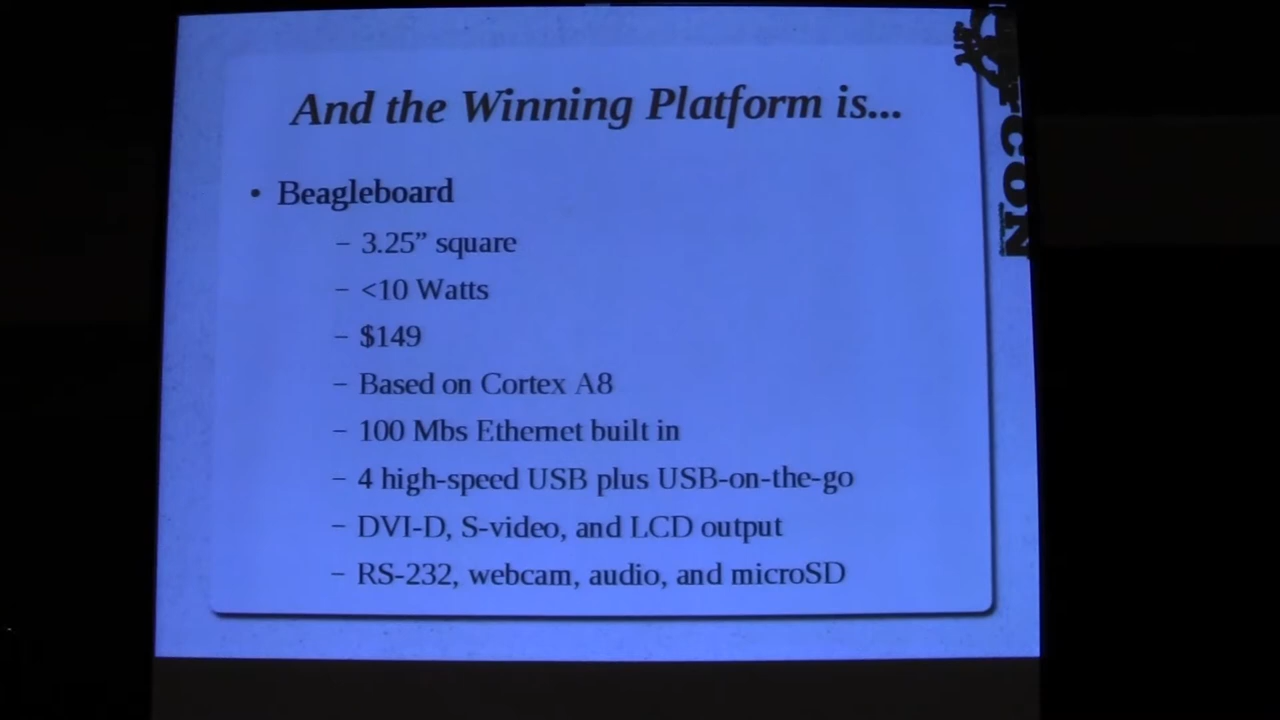 And the Winning Platform is...
• Beagleboard
– 3.25” square
– <10 Watts
– $149
– Based on Cortex A8
– 100 Mbs Ethernet built in
– 4 high-speed USB plus USB-on-the-go
– DVI-D, S-video, and LCD output
– RS-232, webcam, audio, and microSD
CON